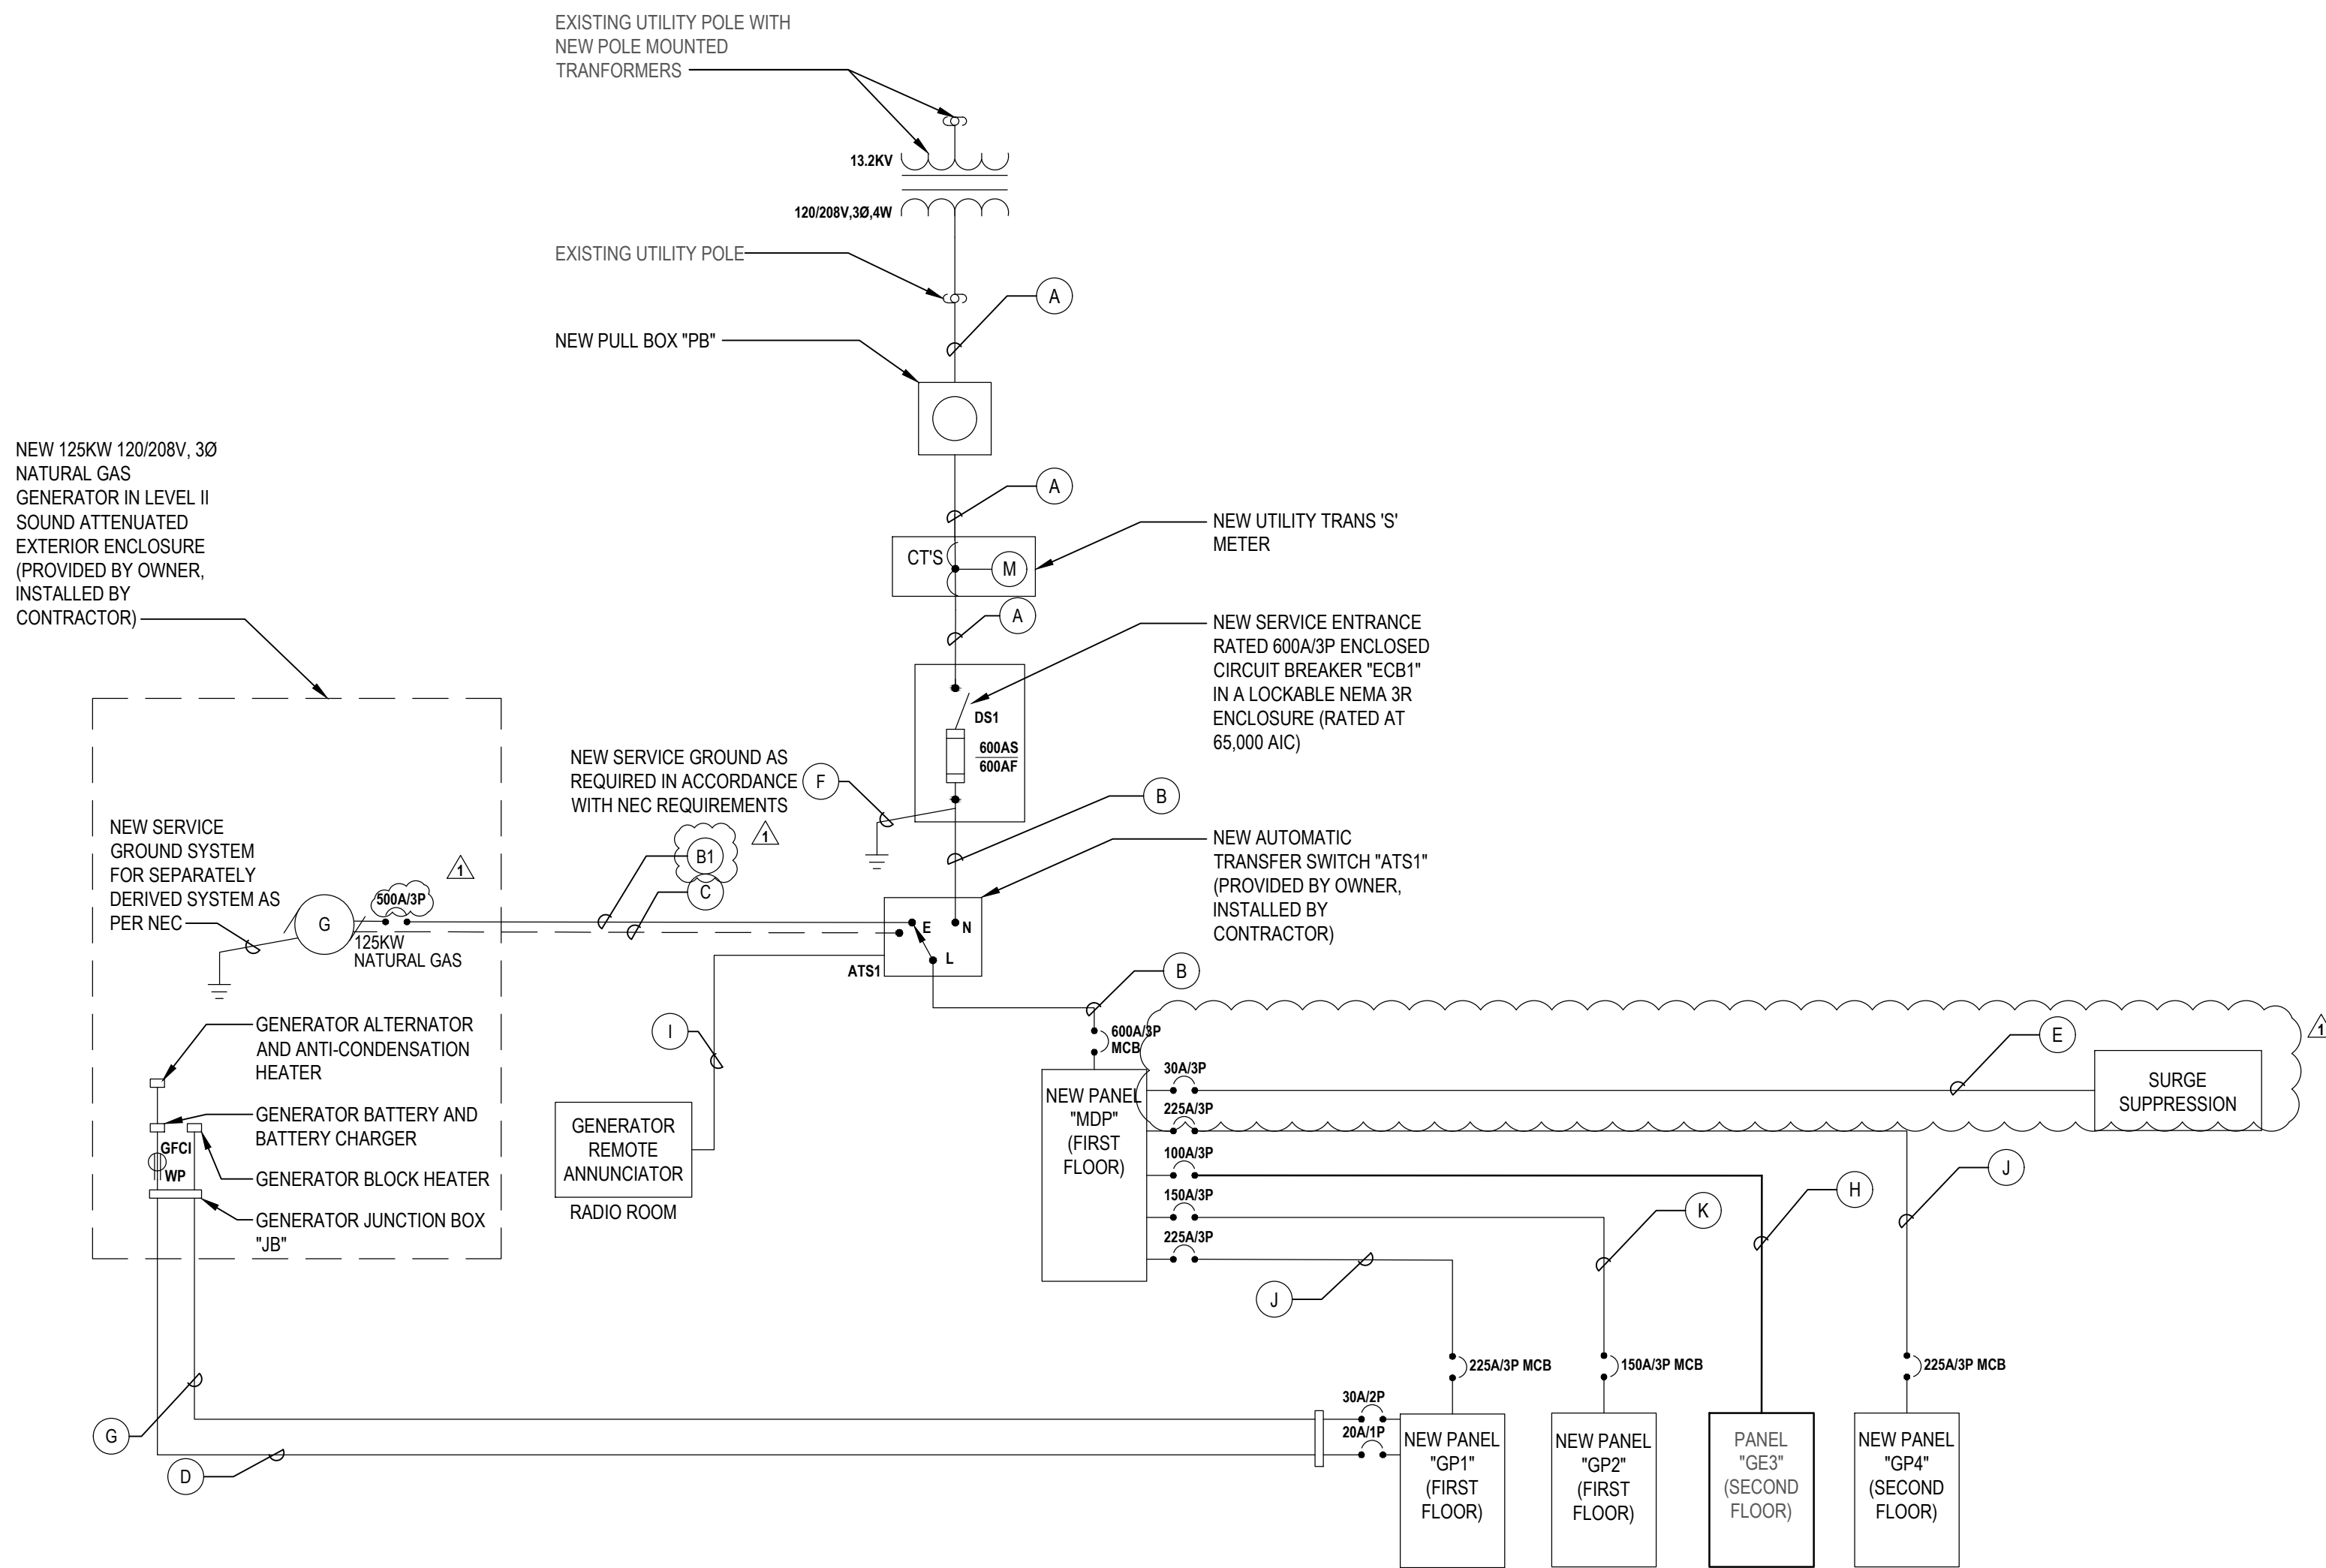 EXISTING UTILITY POLE WITH
NEW POLE MOUNTED
TRANFORMERS
13.2KV
120/208V,3Ø,4W
EXISTING UTILITY POLE
A
NEW PULL BOX "PB"
NEW 125KW 120/208V, 3Ø
NATURAL GAS
GENERATOR IN LEVEL II
SOUND ATTENUATED
EXTERIOR ENCLOSURE
(PROVIDED BY OWNER,
INSTALLED BY
CONTRACTOR)
A
NEW UTILITY TRANS 'S'
METER
CT'S
M
A
NEW SERVICE ENTRANCE
RATED 600A/3P ENCLOSED
CIRCUIT BREAKER "ECB1"
IN A LOCKABLE NEMA 3R
ENCLOSURE (RATED AT
65,000 AIC)
DS1
600AS
600AF
NEW SERVICE GROUND AS
REQUIRED IN ACCORDANCE
WITH NEC REQUIREMENTS
F
B
NEW AUTOMATIC
TRANSFER SWITCH "ATS1"
(PROVIDED BY OWNER,
INSTALLED BY
CONTRACTOR)
NEW SERVICE
GROUND SYSTEM
FOR SEPARATELY
DERIVED SYSTEM AS
PER NEC
1
B1
1
C
500A/3P
G
125KW
NATURAL GAS
E
N
L
ATS1
B
GENERATOR ALTERNATOR
AND ANTI-CONDENSATION
HEATER
GENERATOR BATTERY AND
BATTERY CHARGER
GFCI
WP
GENERATOR BLOCK HEATER
GENERATOR JUNCTION BOX
"JB"
I
GENERATOR
REMOTE
ANNUNCIATOR
RADIO ROOM
600A/3P
MCB
NEW PANEL
"MDP"
(FIRST
FLOOR)
30A/3P
225A/3P
100A/3P
150A/3P
225A/3P
E
1
SURGE
SUPPRESSION
J
H
K
J
225A/3P MCB
150A/3P MCB
225A/3P MCB
G
D
30A/2P
20A/1P
NEW PANEL
"GP1"
(FIRST
FLOOR)
NEW PANEL
"GP2"
(FIRST
FLOOR)
PANEL
"GE3"
(SECOND
FLOOR)
NEW PANEL
"GP4"
(SECOND
FLOOR)